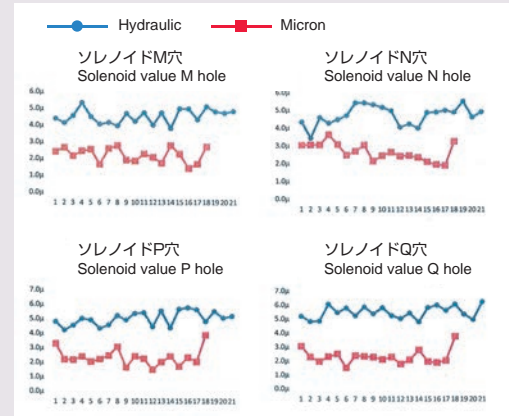 Hydraulic Micron
ソレノイドM穴
Solenoid value M hole
6.0μ
5.0μ
4.0μ
3.0μ
2.0μ
1.0μ
0.0μ
1 2 3 4 5 6 7 8 9 10 11 12 13 14 15 16 17 18 19 20 21
ソレノイドN穴
Solenoid value N hole
6.0μ
5.0μ
4.0μ
3.0μ
2.0μ
1.0μ
0.0μ
1 2 3 4 5 6 7 8 9 10 11 12 13 14 15 16 17 18 19 20 21
ソレノイドP穴
Solenoid value P hole
7.0μ
6.0μ
5.0μ
4.0μ
3.0μ
2.0μ
1.0μ
0.0μ
1 2 3 4 5 6 7 8 9 10 11 12 13 14 15 16 17 18 19 20 21
ソレノイドQ穴
Solenoid value Q hole
7.0μ
6.0μ
5.0μ
4.0μ
3.0μ
2.0μ
1.0μ
0.0μ
1 2 3 4 5 6 7 8 9 10 11 12 13 14 15 16 17 18 19 20 21